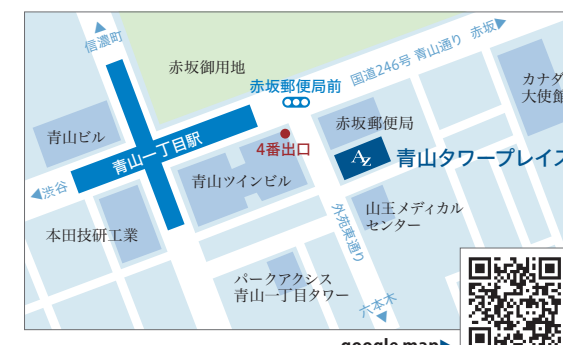 信濃町
赤坂御用地
国道246号 青山通り 赤坂
赤坂郵便局前
カナダ
大使館
青山ビル
青山一丁目駅
4番出口
赤坂郵便局
渋谷
青山ツインビル
AZ 青山タワープレイス
本田技研工業
外苑東通り
山王メディカル
センター
パークアクシス
青山一丁目タワー
六本木
google map